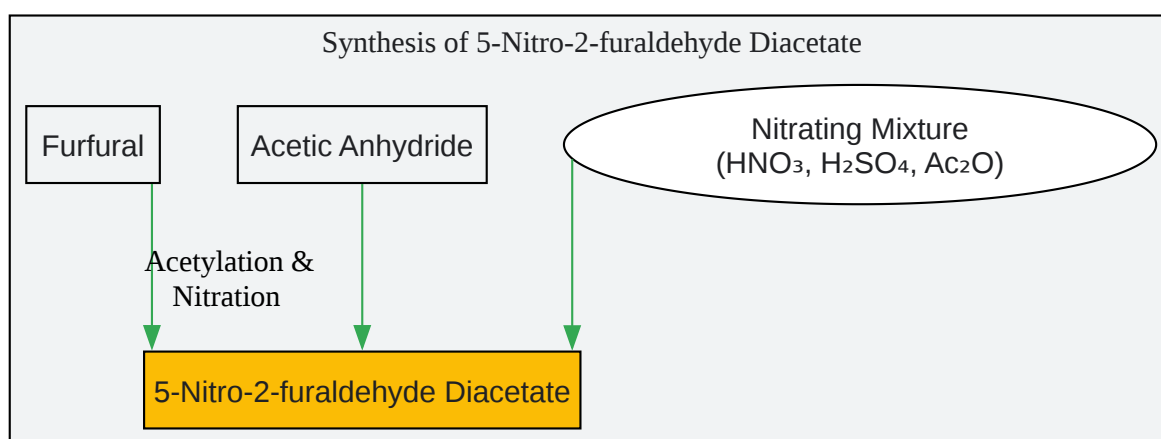 Synthesis of 5-Nitro-2-furaldehyde Diacetate
Furfural
Acetic Anhydride
Nitrating Mixture
(HNO₃, H₂SO₄, Ac₂O)
Acetylation &
Nitration
5-Nitro-2-furaldehyde Diacetate